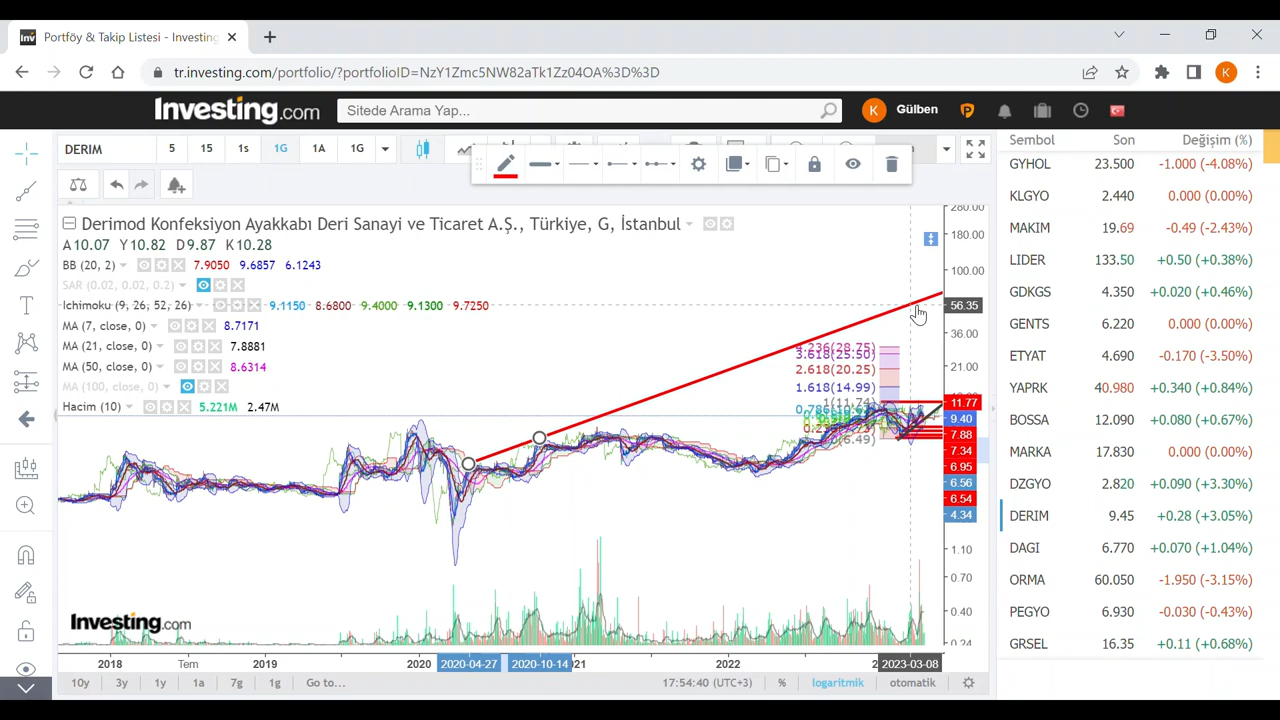 Portföy & Takip Listesi - Investing
tr.investing.com/portfolio/?portfolioID=NzY1Zmc5NW82aTk1Zz04OA%3D%3D
K
Investing.com
Sitede Arama Yap...
K
Gülben
DERIM
5
15
1s
1G
1A
1G
Derimod Konfeksiyon Ayakkabı Deri Sanayi ve Ticaret A.Ş., Türkiye, G, İstanbul
A10.07 Y10.82 D9.87 K10.28
BB (20, 2) 7.9050 9.6857 6.1243
SAR (0.02, 0.02, 0.2)
Ichimoku (9, 26, 52, 26) 9.1150 8.6800 9.4000 9.1300 9.7250
MA (7, close, 0) 8.7171
MA (21, close, 0) 7.8881
MA (50, close, 0) 8.6314
MA (100, close, 0)
Hacim (10) 5.221M 2.47M
4.236(28.75)
3.618(25.50)
2.618(20.25)
1.618(14.99)
1(11.74)
280.00
180.00
100.00
56.35
36.00
21.00
11.77
9.40
7.88
7.34
6.95
6.56
6.54
4.34
1.10
0.70
0.40
0.24
Investing.com
2018
Tem
2019
2020
2020-04-27
2020-10-14
2022
2023-03-08
10y
3y
1y
1a
7g
1g
Go to...
17:54:40 (UTC+3)
%
logaritmik
otomatik
Sembol Son Değişim (%)
GYHOL 23.500 -1.000 (-4.08%)
KLGYO 2.440 0.000 (0.00%)
MAKIM 19.69 -0.49 (-2.43%)
LIDER 133.50 +0.50 (+0.38%)
GDKGS 4.350 +0.020 (+0.46%)
GENTS 6.220 0.000 (0.00%)
ETYAT 4.690 -0.170 (-3.50%)
YAPRK 40.980 +0.340 (+0.84%)
BOSSA 12.090 +0.080 (+0.67%)
MARKA 17.830 0.000 (0.00%)
DZGYO 2.820 +0.090 (+3.30%)
DERIM 9.45 +0.28 (+3.05%)
DAGI 6.770 +0.070 (+1.04%)
ORMA 60.050 -1.950 (-3.15%)
PEGYO 6.930 -0.030 (-0.43%)
GRSEL 16.35 +0.11 (+0.68%)